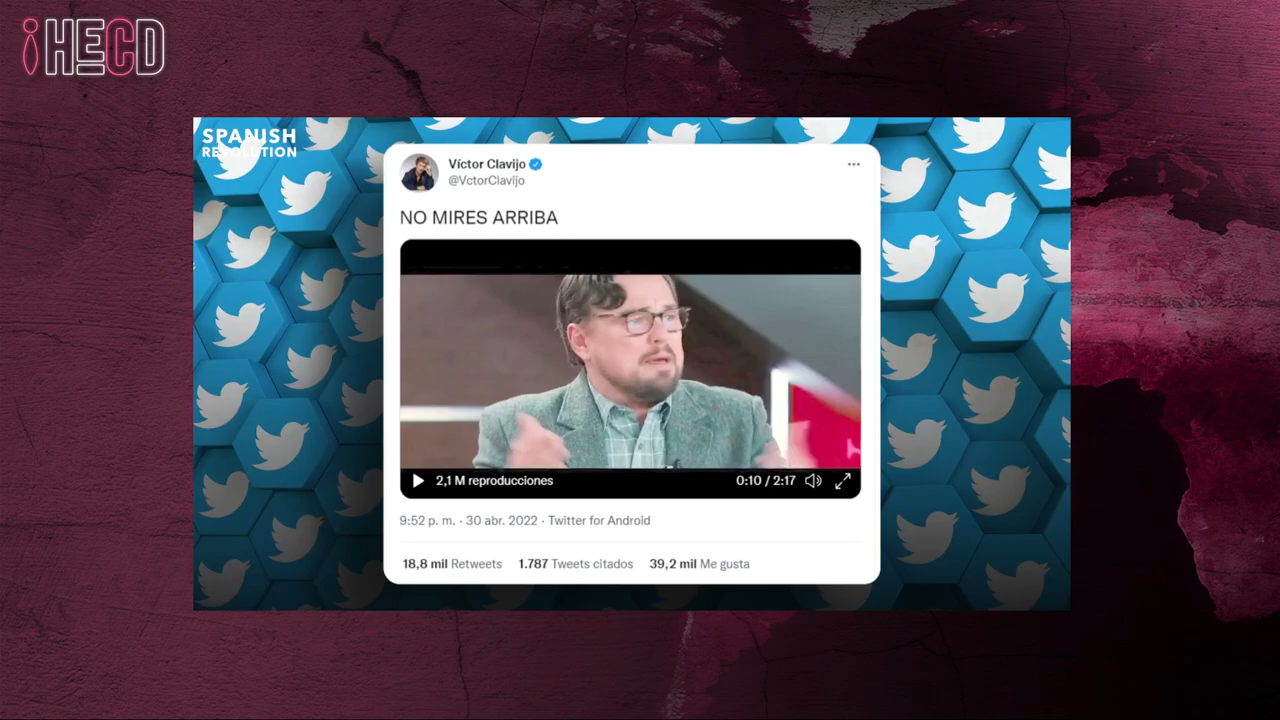 ¡HECD
SPANISH
REVOLUTION
Víctor Clavijo
@VctorClavijo
NO MIRES ARRIBA
2,1 M reproducciones
0:10 / 2:17
9:52 p. m. · 30 abr. 2022 · Twitter for Android
18,8 mil Retweets 1.787 Tweets citados 39,2 mil Me gusta